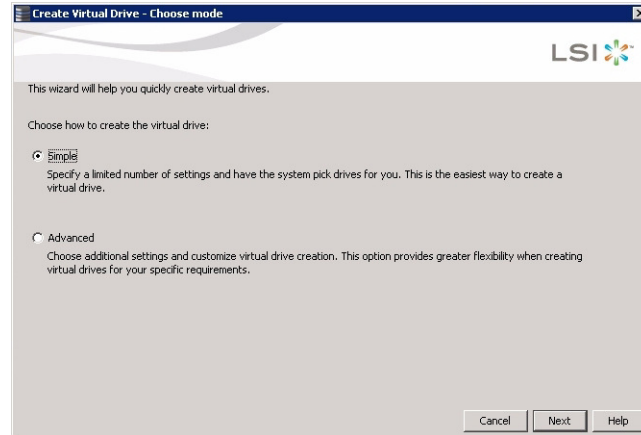 Create Virtual Drive - Choose mode
LSI
This wizard will help you quickly create virtual drives.
Choose how to create the virtual drive:
Simple
Specify a limited number of settings and have the system pick drives for you. This is the easiest way to create a
virtual drive.
Advanced
Choose additional settings and customize virtual drive creation. This option provides greater flexibility when creating
virtual drives for your specific requirements.
Cancel Next Help